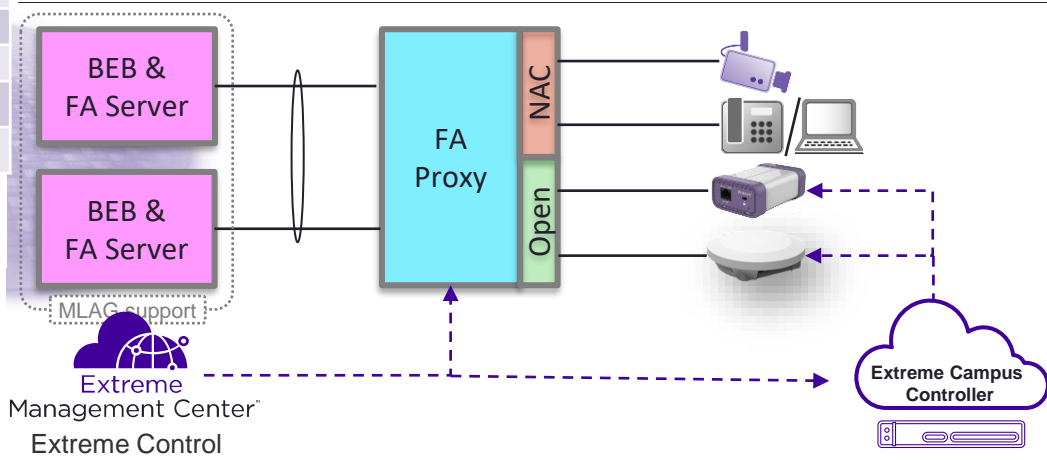 BEB &
FA Server
BEB &
FA Server
MLAG support
FA
Proxy
NAC
Open
Extreme
Management Center
Extreme Control
Extreme Campus
Controller